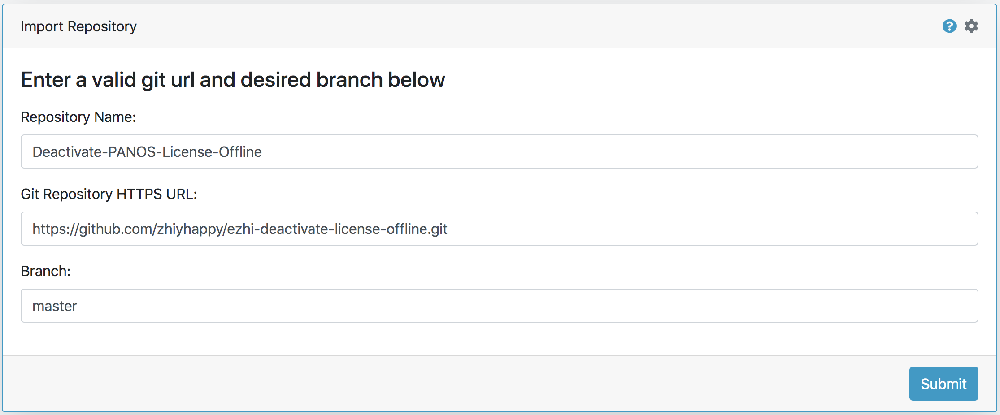 Import Repository
Enter a valid git url and desired branch below
Repository Name:
Deactivate-PANOS-License-Offline
Git Repository HTTPS URL:
https://github.com/zhiyhappy/ezhi-deactivate-license-offline.git
Branch:
master
Submit